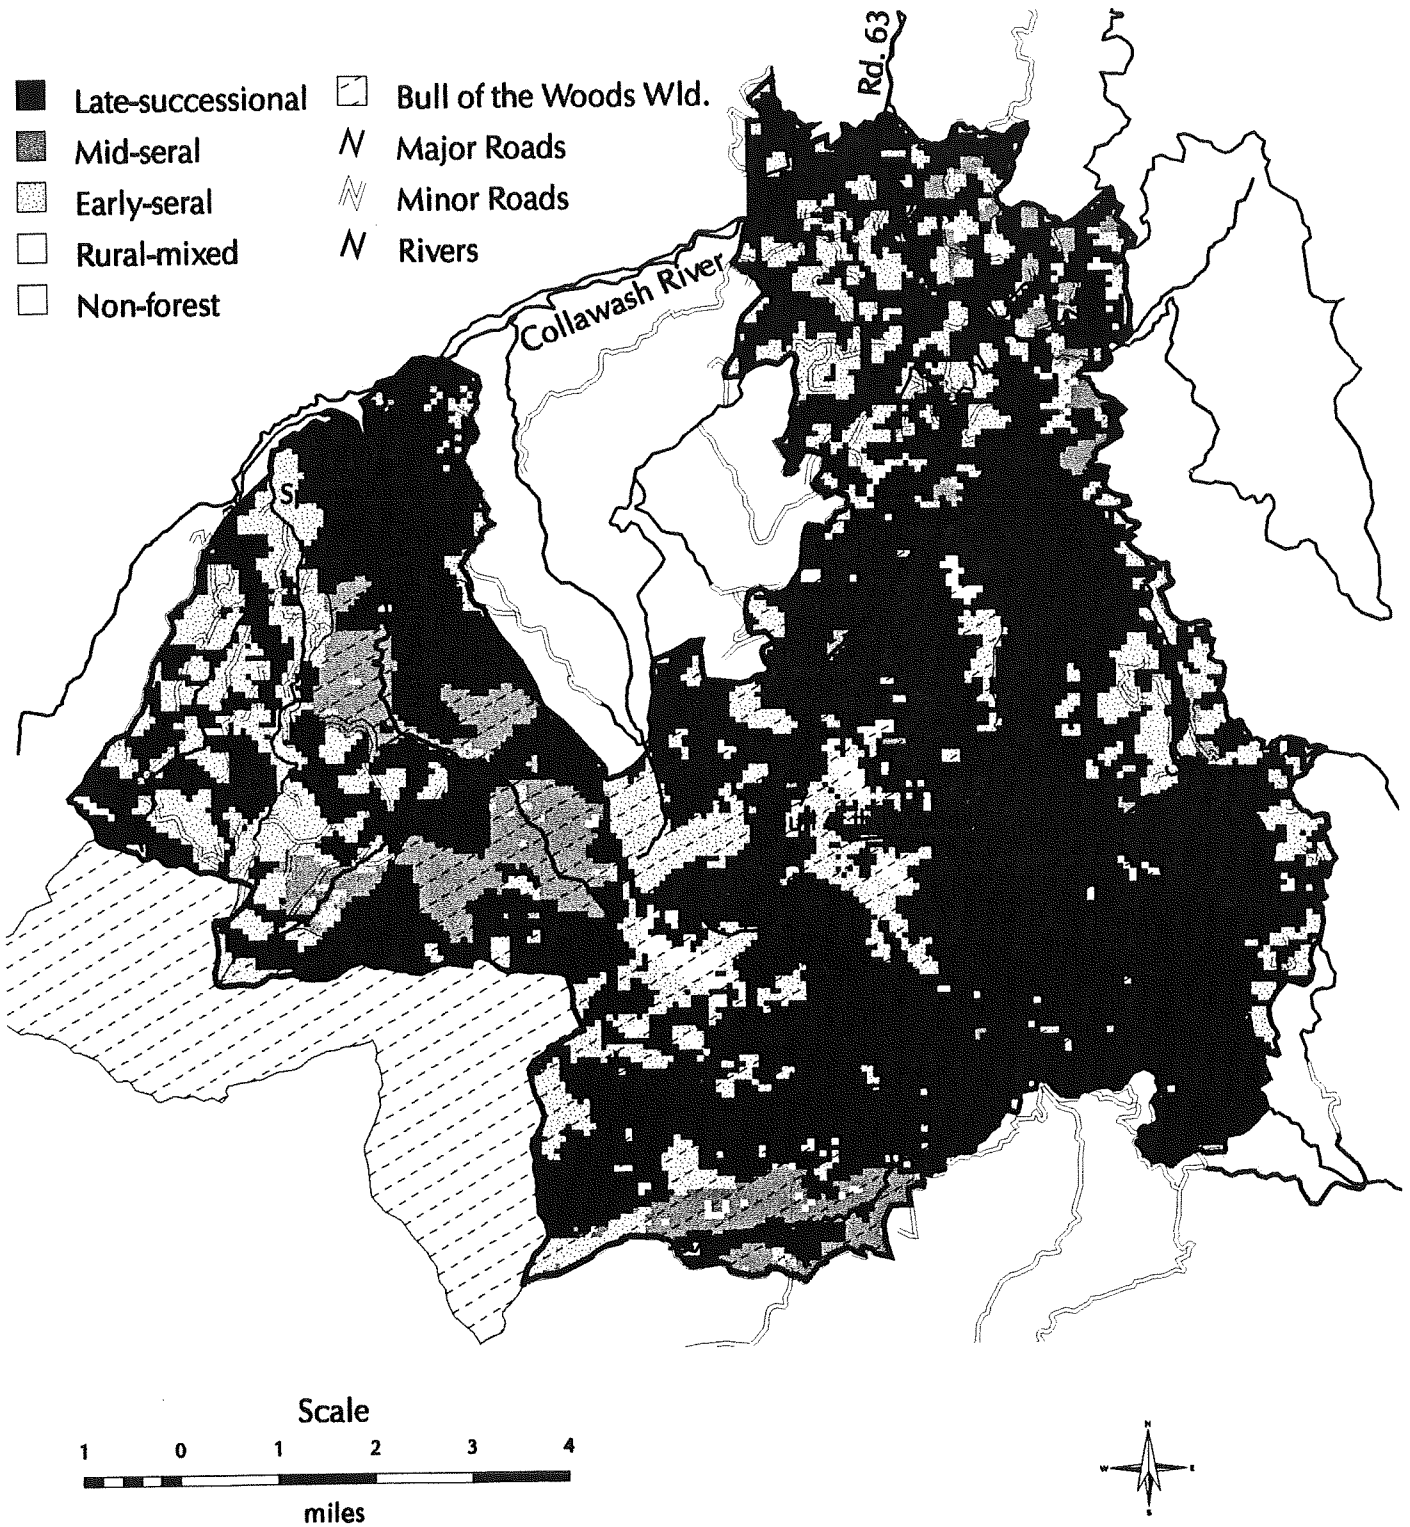 Rd. 63
Late-successional
Mid-seral
Early-seral
Rural-mixed
Non-forest
Bull of the Woods Wld.
Major Roads
Minor Roads
Rivers
Collawash River
Scale
1 0 1 2 3 4
miles
N
W E
S